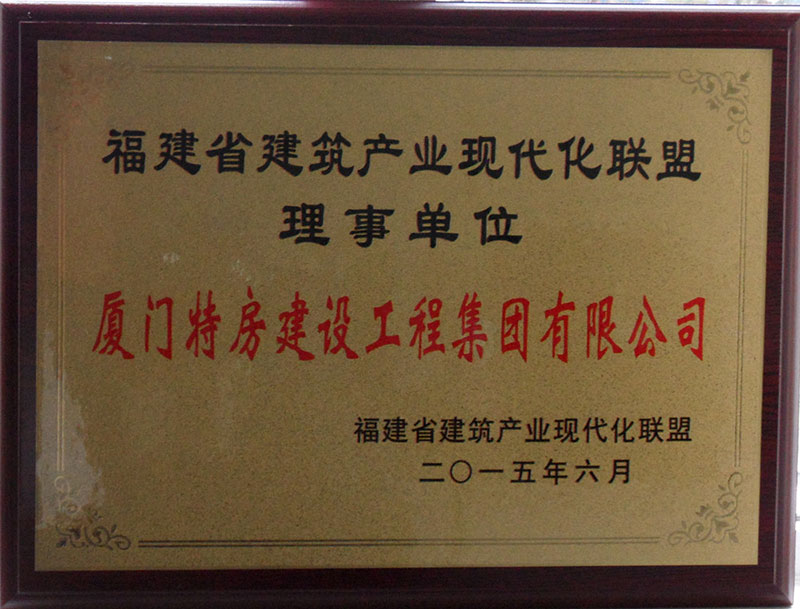 福建省建筑产业现代化联盟
理事单位
厦门特房建设工程集团有限公司
福建省建筑产业现代化联盟
二〇一五年六月